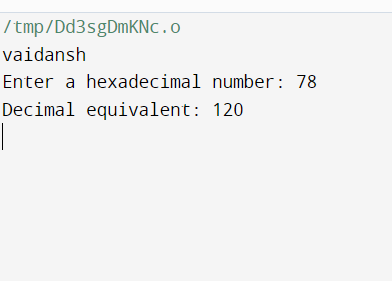 /tmp/Dd3sgDmKNc.o
vaidansh
Enter a hexadecimal number: 78
Decimal equivalent: 120